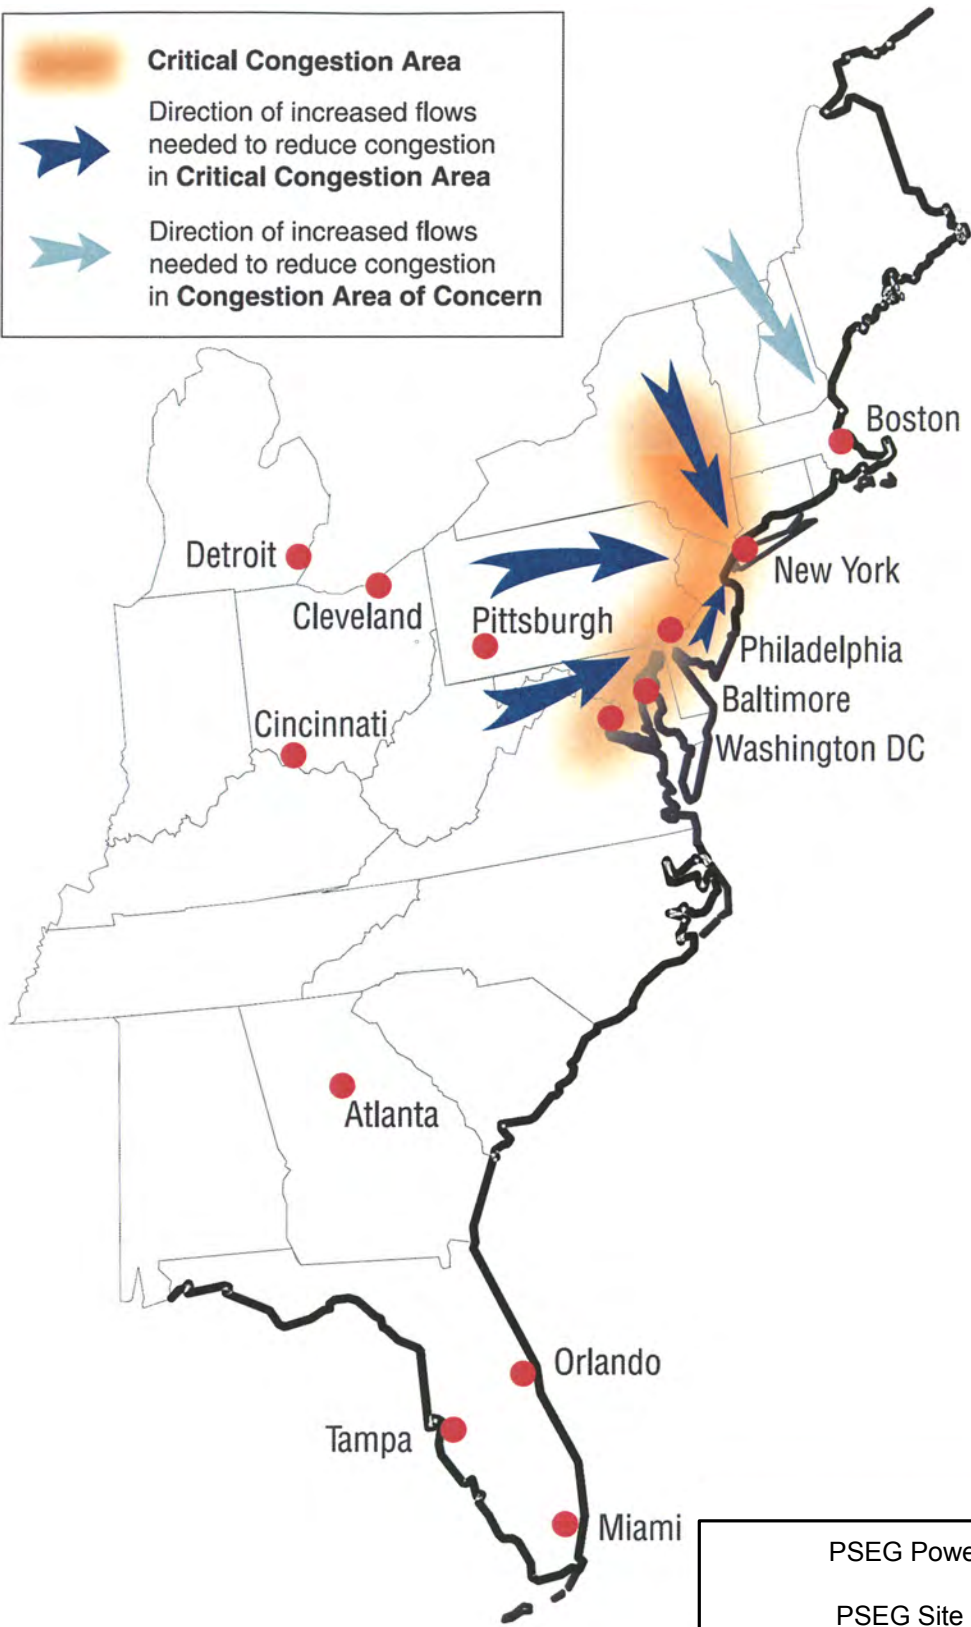 Critical Congestion Area
Direction of increased flows
needed to reduce congestion
in Critical Congestion Area
Direction of increased flows
needed to reduce congestion
in Congestion Area of Concern
Boston
Detroit
New York
Cleveland
Pittsburgh
Philadelphia
Baltimore
Cincinnati
Washington DC
Atlanta
Orlando
Tampa
Miami
PSEG Powe
PSEG Site